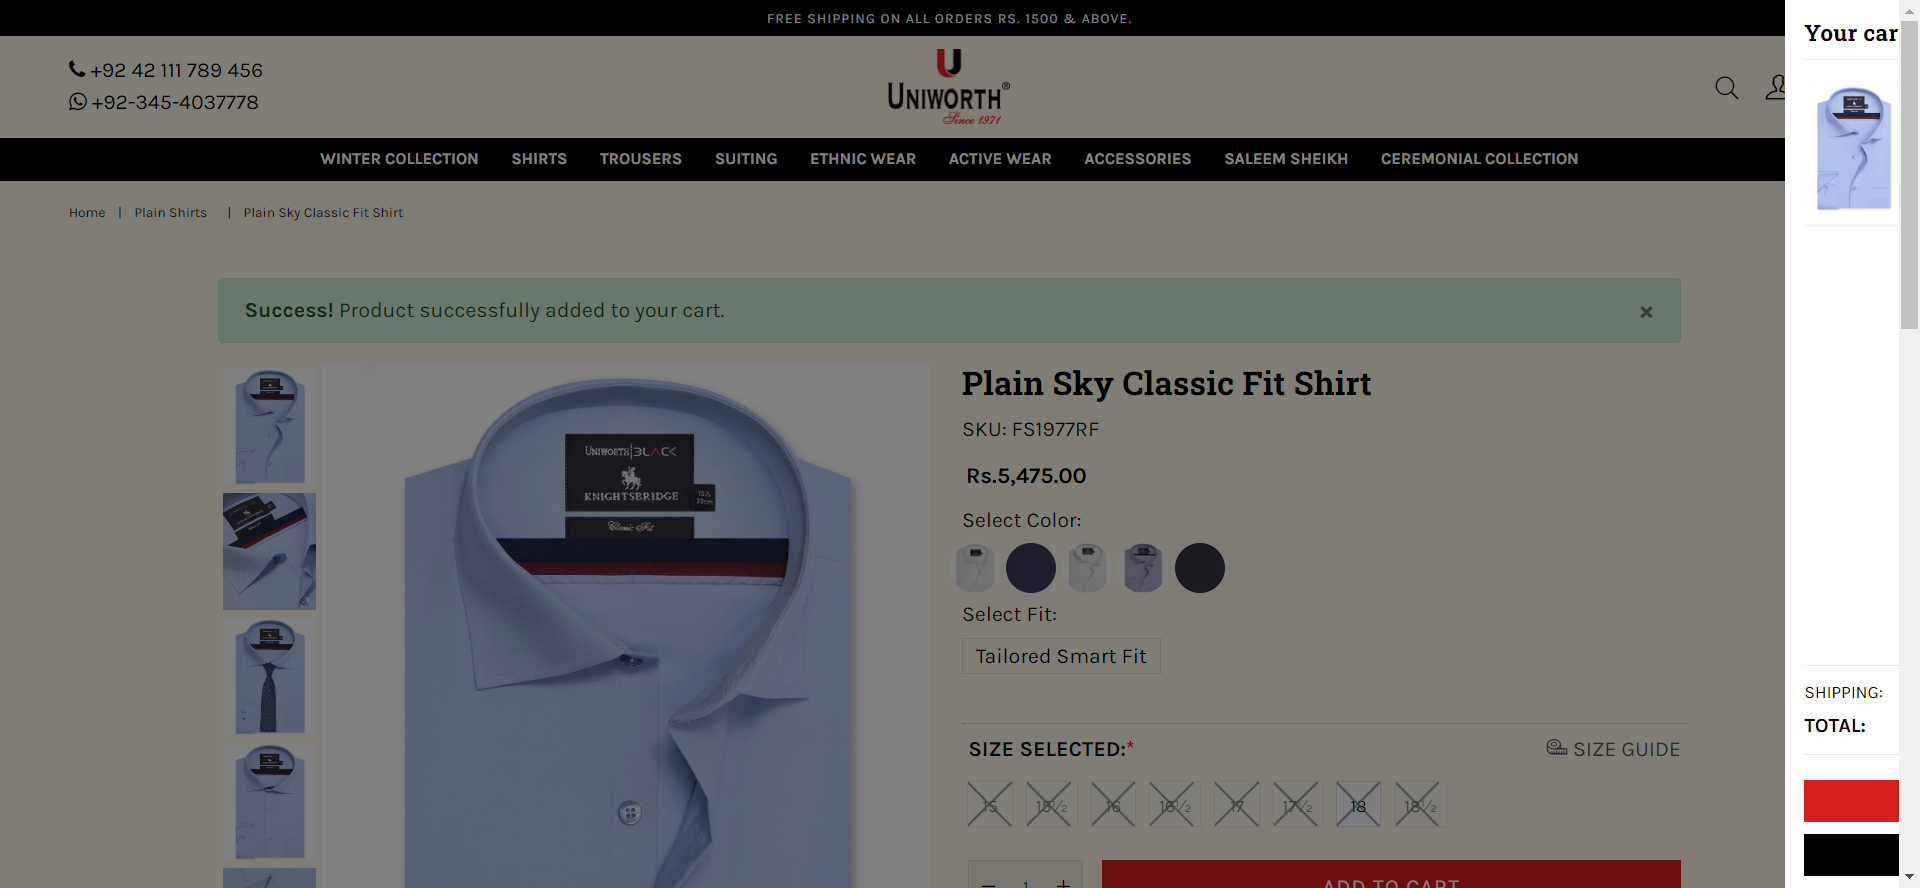 FREE SHIPPING ON ALL ORDERS RS. 1500 & ABOVE.
Your car
+92 42 111 789 456
+92-345-4037778
U
UNIWORTH®
Since 1971
WINTER COLLECTION SHIRTS TROUSERS SUITING ETHNIC WEAR ACTIVE WEAR ACCESSORIES SALEEM SHEIKH CEREMONIAL COLLECTION
Home | Plain Shirts | Plain Sky Classic Fit Shirt
Success! Product successfully added to your cart. ×
Plain Sky Classic Fit Shirt
SKU: FS1977RF
Rs.5,475.00
UNIWORTH|BLACK
KNIGHTSBRIDGE
15½
Classic Fit
Select Color:
Select Fit:
Tailored Smart Fit
SIZE SELECTED:*
SIZE GUIDE
15 15½ 16 16½ 17 17½ 18 18½
− 1 +
ADD TO CART
SHIPPING:
TOTAL: